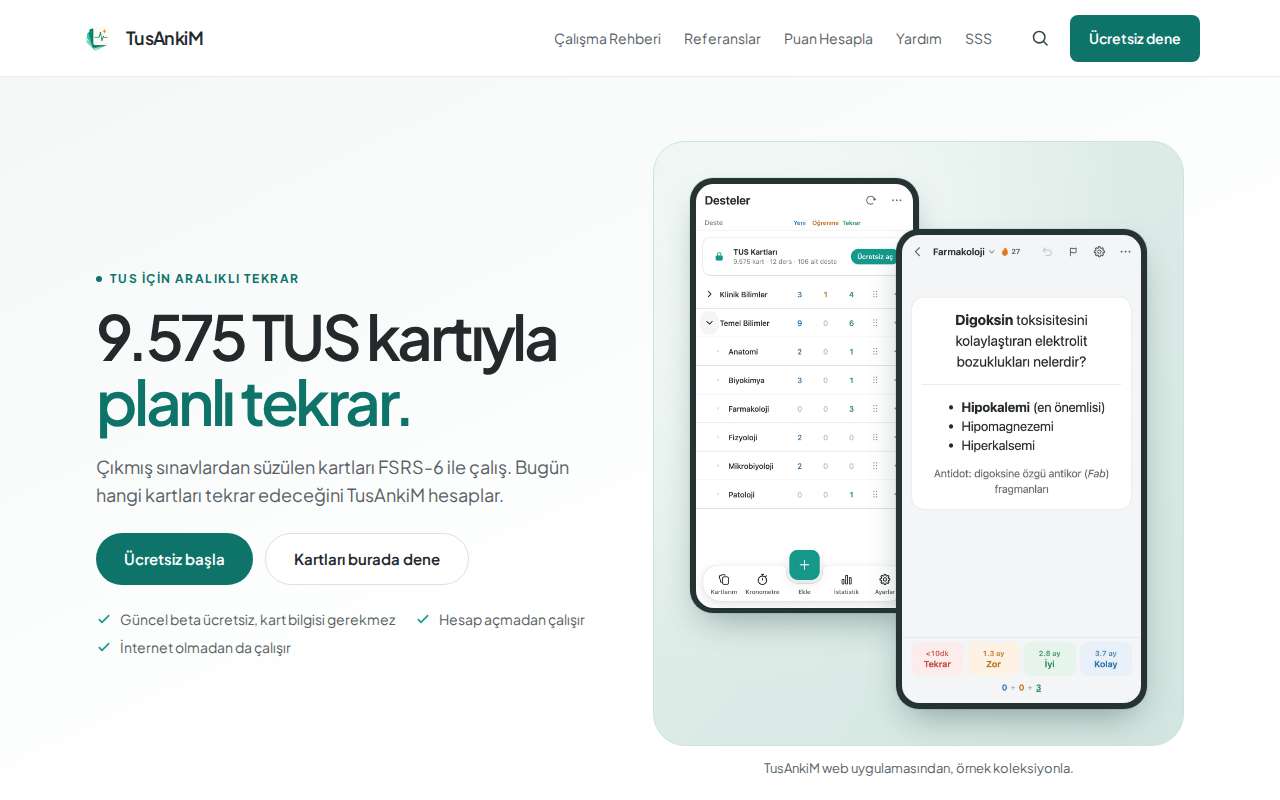 TusAnkiM
Çalışma Rehberi
Referanslar
Puan Hesapla
Yardım
SSS
Ücretsiz dene
TUS İÇİN ARALIKLI TEKRAR
9.575 TUS kartıyla
planlı tekrar.
Çıkmış sınavlardan süzülen kartları FSRS-6 ile çalış. Bugün
hangi kartları tekrar edeceğini TusAnkiM hesaplar.
Ücretsiz başla
Kartları burada dene
Güncel beta ücretsiz, kart bilgisi gerekmez
Hesap açmadan çalışır
İnternet olmadan da çalışır
Desteler
Deste Yeni Öğrenme Tekrar
TUS Kartları
9.575 kart · 12 ders · 106 alt deste
Ücretsiz aç
Klinik Bilimler 3 1 4
Temel Bilimler 9 0 6
Anatomi 2 0 1
Biyokimya 3 0 1
Farmakoloji 0 0 3
Fizyoloji 2 0 0
Mikrobiyoloji 2 0 0
Patoloji 0 0 1
Kartlarım
Kronometre
Ekle
İstatistik
Ayarlar
Farmakoloji
27
Digoksin toksisitesini
kolaylaştıran elektrolit
bozuklukları nelerdir?
• Hipokalemi (en önemlisi)
• Hipomagnezemi
• Hiperkalsemi
Antidot: digoksine özgü antikor (Fab)
fragmanları
<10dk
Tekrar
1.3 ay
Zor
2.6 ay
İyi
3.7 ay
Kolay
0 + 0 + 3
TusAnkiM web uygulamasından, örnek koleksiyonla.